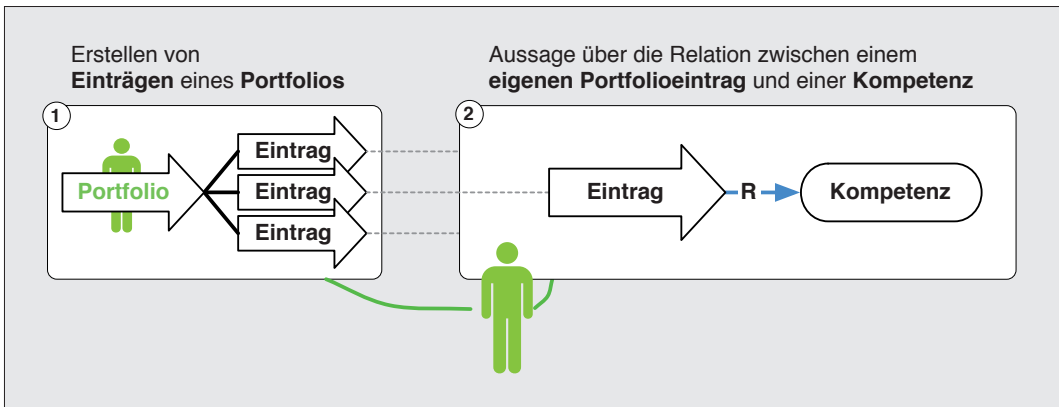 Erstellen von
Einträgen eines Portfolios
Aussage über die Relation zwischen einem
eigenen Portfolioeintrag und einer Kompetenz
1
Portfolio
Eintrag
Eintrag
Eintrag
2
Eintrag
R
Kompetenz